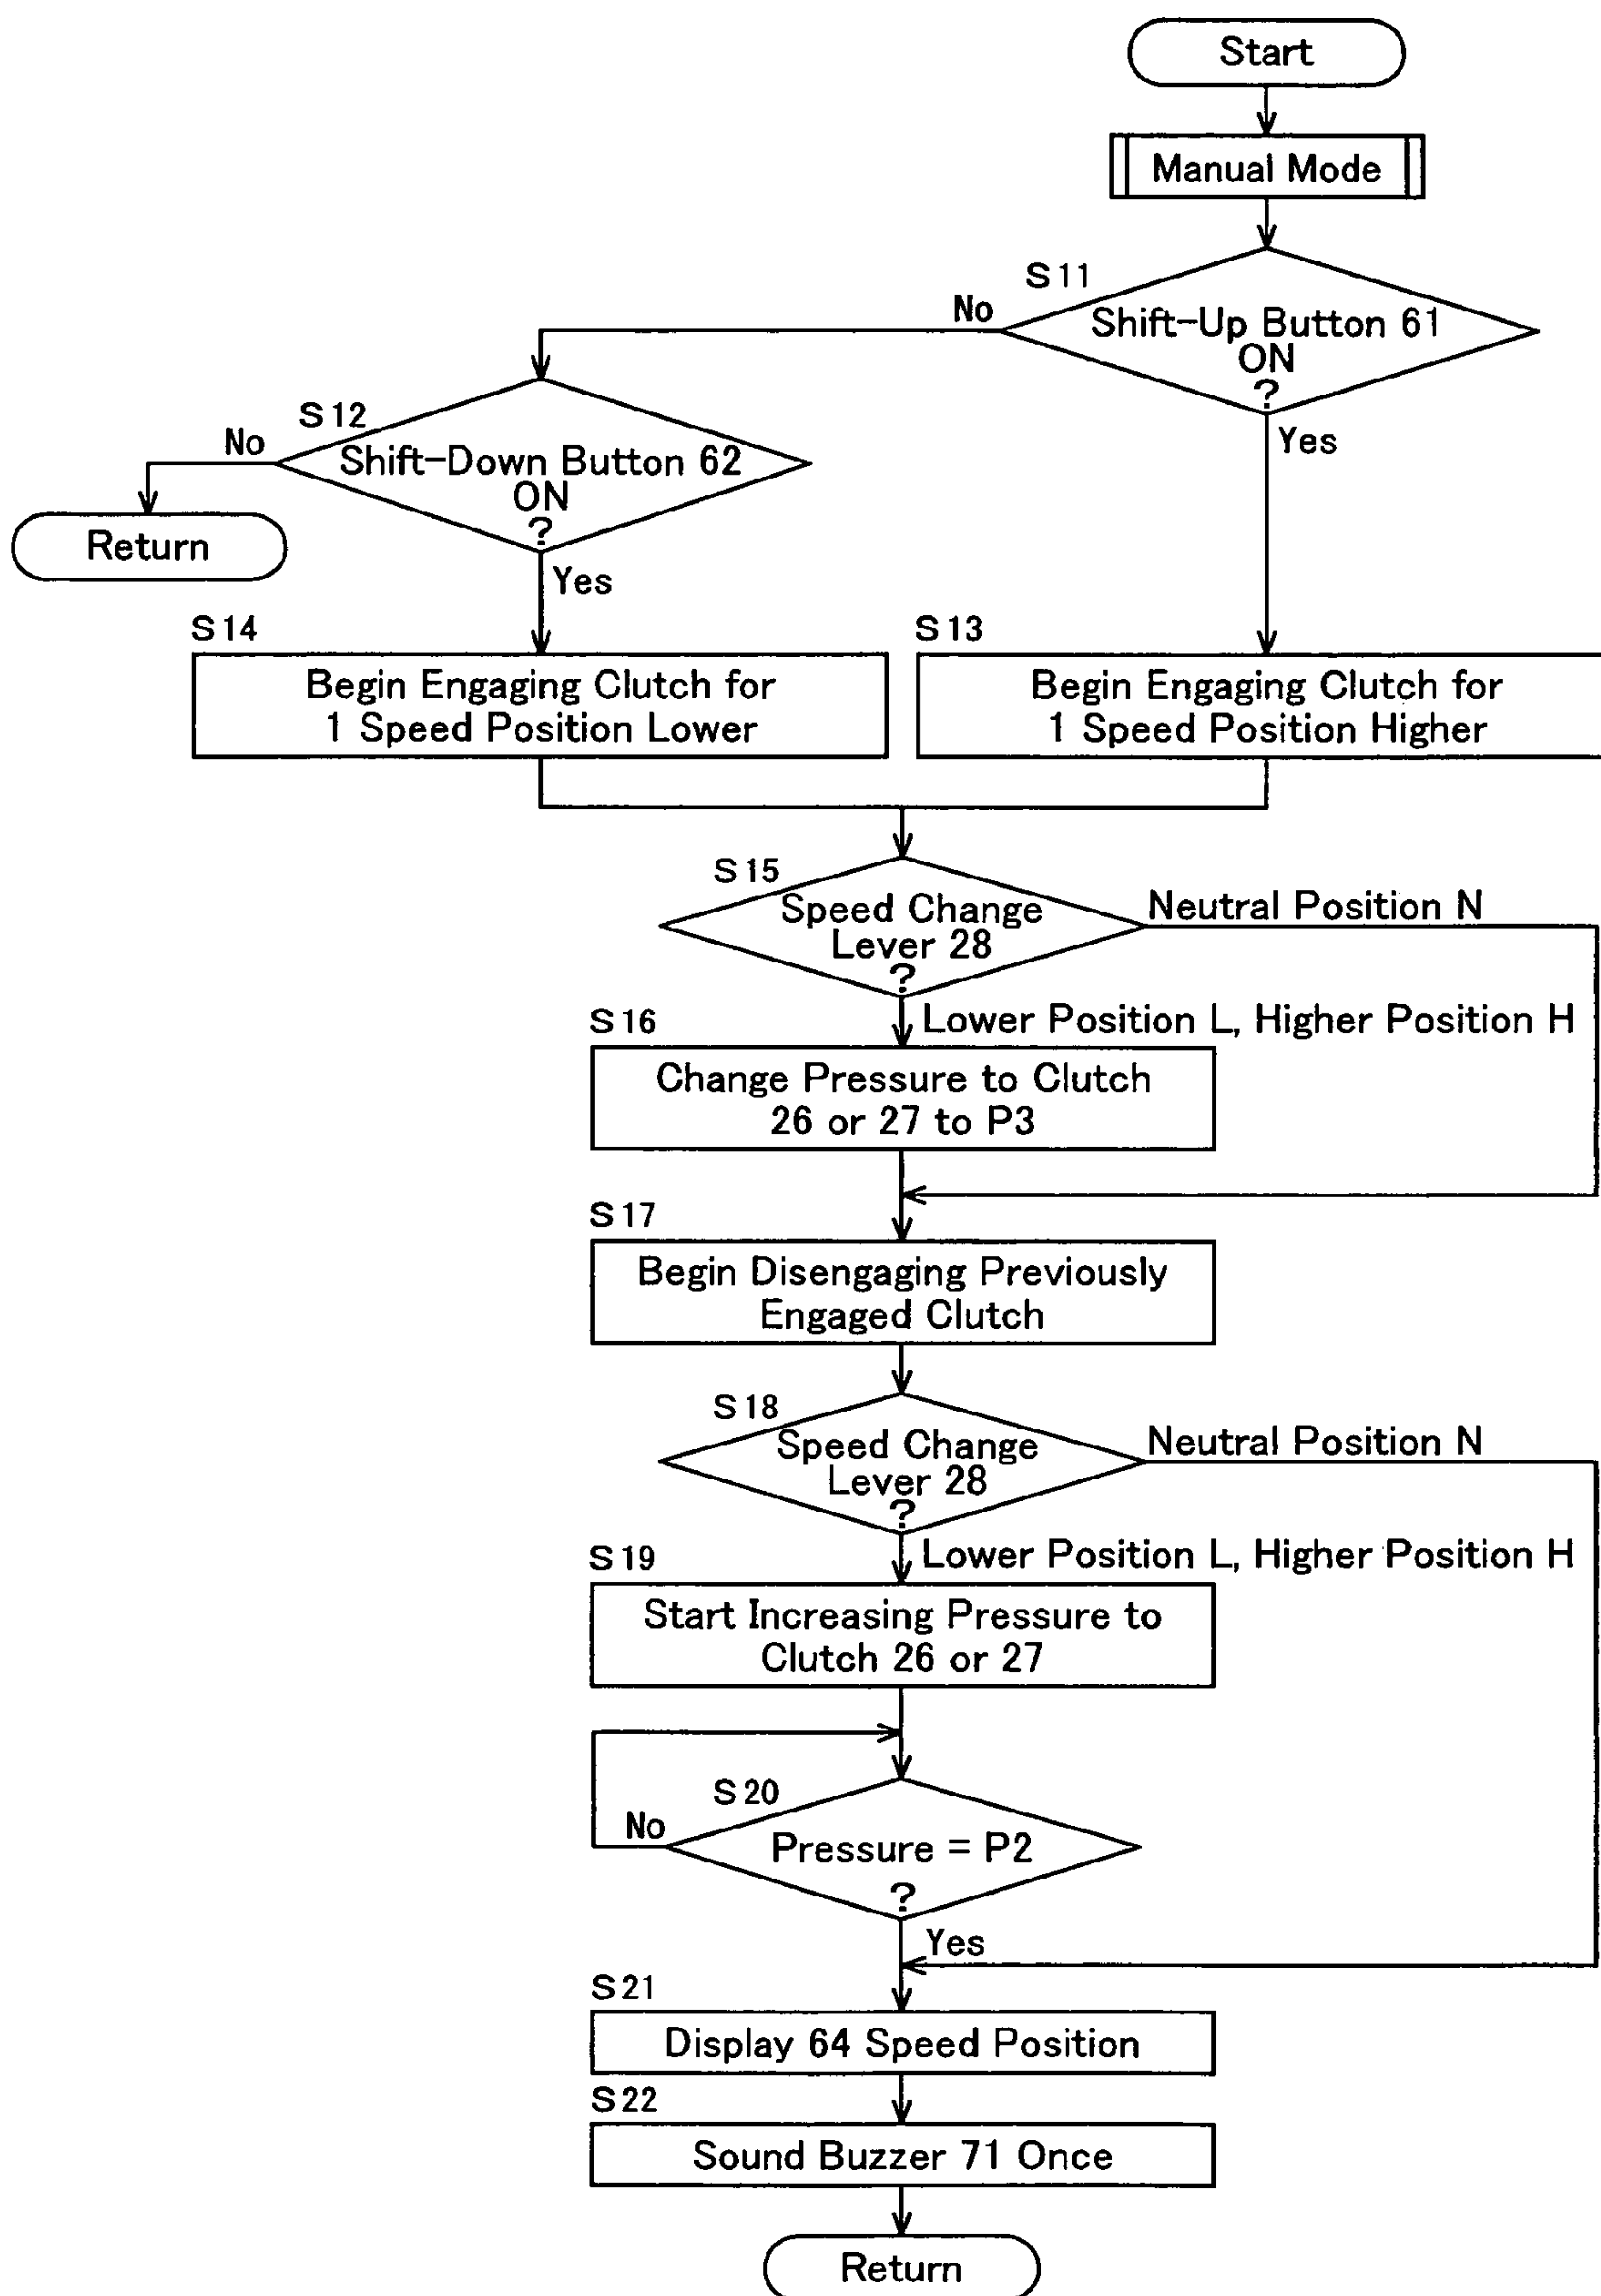 Start
Manual Mode
S11
No
Shift-Up Button 61
ON
?
Yes
S12
No
Shift-Down Button 62
ON
?
Return
Yes
S14
Begin Engaging Clutch for
1 Speed Position Lower
S13
Begin Engaging Clutch for
1 Speed Position Higher
S15
Speed Change
Lever 28
?
Neutral Position N
Lower Position L, Higher Position H
S16
Change Pressure to Clutch
26 or 27 to P3
S17
Begin Disengaging Previously
Engaged Clutch
S18
Speed Change
Lever 28
?
Neutral Position N
Lower Position L, Higher Position H
S19
Start Increasing Pressure to
Clutch 26 or 27
S20
No
Pressure = P2
?
Yes
S21
Display 64 Speed Position
S22
Sound Buzzer 71 Once
Return